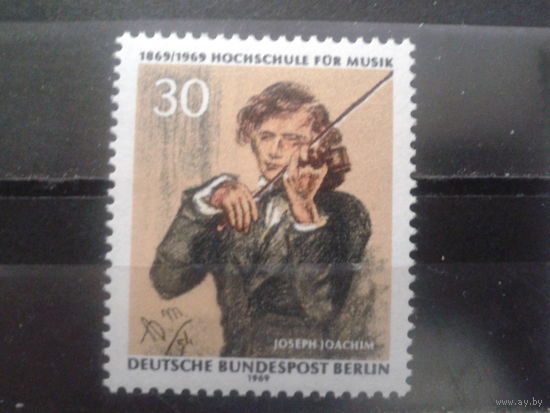 1869/1969 HOCHSCHULE FÜR MUSIK
30
JOSEPH JOACHIM
DEUTSCHE BUNDESPOST BERLIN
1969
www.ay.by